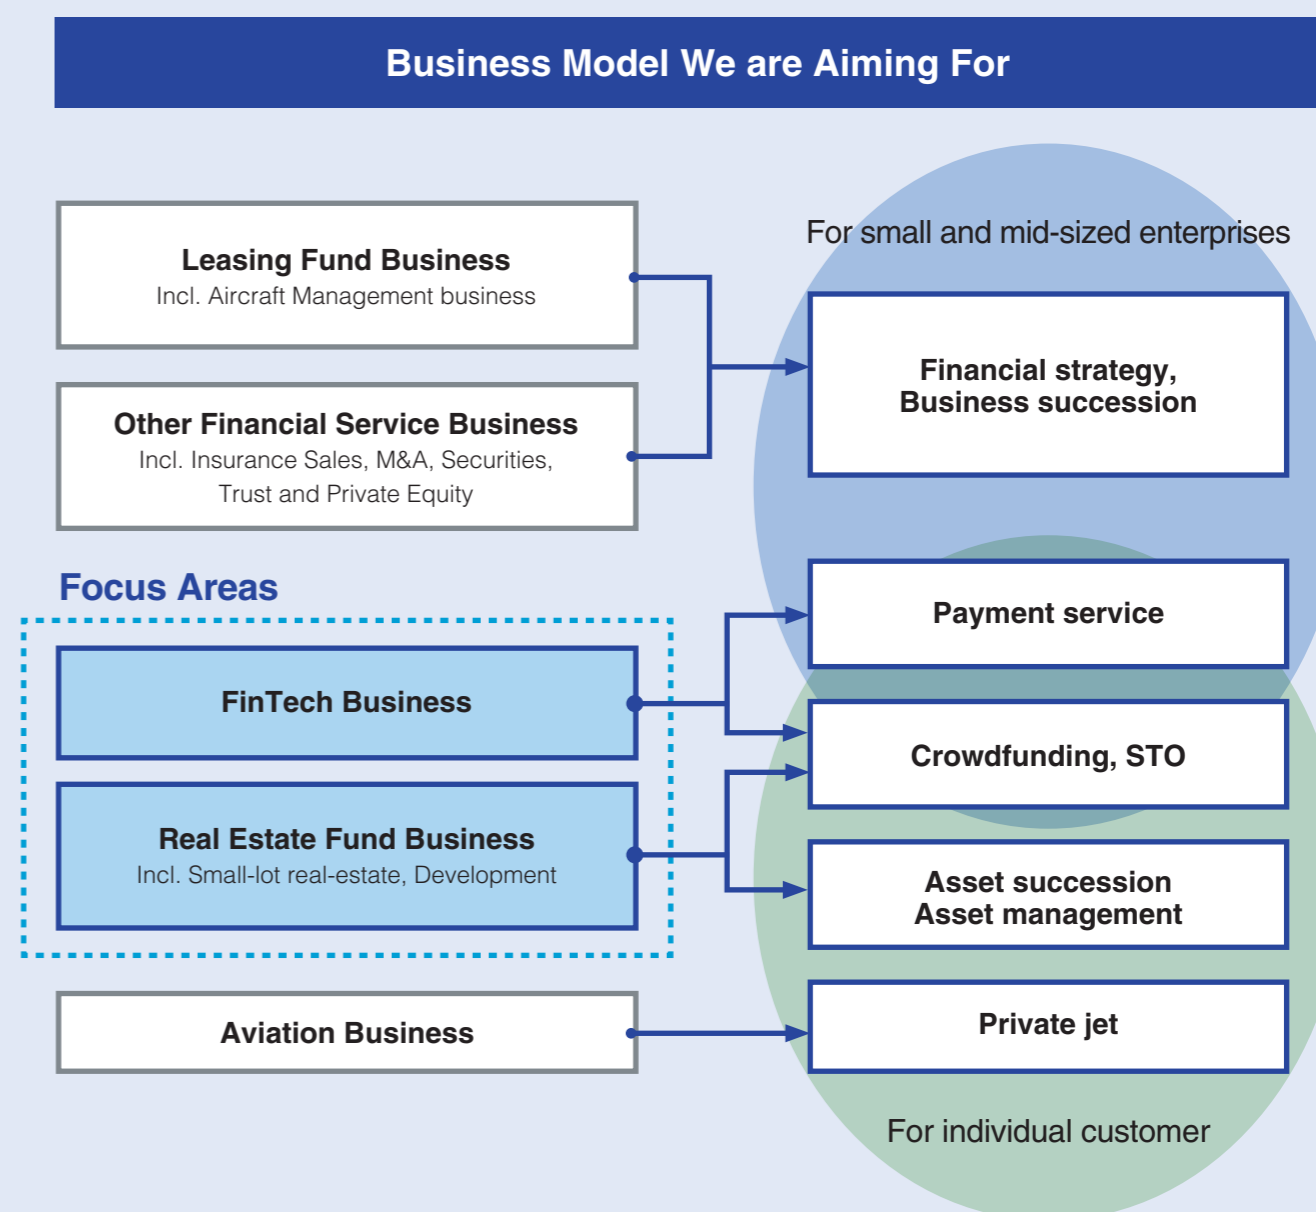 Business Model We are Aiming For
Leasing Fund Business
Incl. Aircraft Management business
Other Financial Service Business
Incl. Insurance Sales, M&A, Securities,
Trust and Private Equity
Focus Areas
FinTech Business
Real Estate Fund Business
Incl. Small-lot real-estate, Development
Aviation Business
For small and mid-sized enterprises
Financial strategy,
Business succession
Payment service
Crowdfunding, STO
Asset succession
Asset management
Private jet
For individual customer